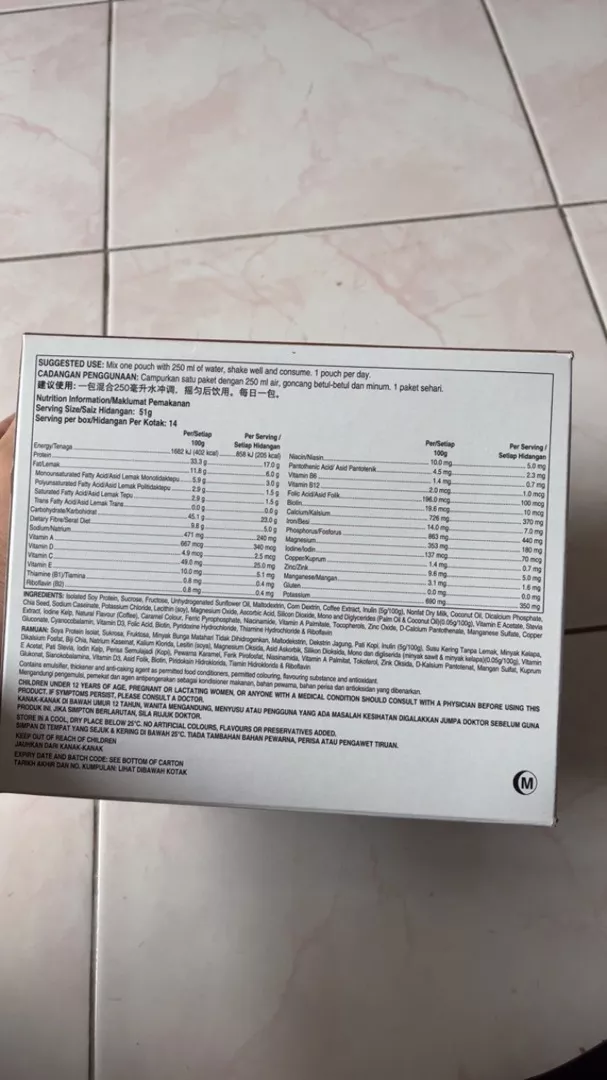 SUGGESTED USE: Mix one pouch with 250 ml of water, shake well and consume. 1 pouch per day.
CADANGAN PENGGUNAAN: Campurkan satu paket dengan 250 ml air, goncang betul-betul dan minum. 1 paket sehari.
建议使用: 一包混合250毫升水冲调，摇匀后饮用。每日一包。
Nutrition Information/Maklumat Pemakanan
Serving Size/Saiz Hidangan: 51g
Serving per box/Hidangan Per Kotak: 14
Per/Setiap 100g Per Serving / Setiap Hidangan
Energy/Tenaga 1682 kJ (402 kcal) 858 kJ (205 kcal)
Protein 33.3 g 17.0 g
Fat/Lemak 11.8 g 6.0 g
Monounsaturated Fatty Acid/Asid Lemak Monotidaktepu 5.9 g 3.0 g
Polyunsaturated Fatty Acid/Asid Lemak Politidaktepu 2.9 g 1.5 g
Saturated Fatty Acid/Asid Lemak Tepu 2.9 g 1.5 g
Trans Fatty Acid/Asid Lemak Trans 0.0 g 0.0 g
Carbohydrate/Karbohidrat 45.1 g 23.0 g
Dietary Fibre/Serat Diet 9.8 g 5.0 g
Sodium/Natrium 471 mg 240 mg
Vitamin A 667 mcg 340 mcg
Vitamin D 4.9 mcg 2.5 mcg
Vitamin C 49.0 mg 25.0 mg
Vitamin E 10.0 mg 5.1 mg
Thiamine (B1)/Tiamina 0.8 mg 0.4 mg
Riboflavin (B2) 0.8 mg 0.4 mg
Per/Setiap 100g Per Serving / Setiap Hidangan
Niacin/Niasin 10.0 mg 5.0 mg
Pantothenic Acid/ Asid Pantotenik 4.5 mg 2.3 mg
Vitamin B6 1.4 mg 0.7 mg
Vitamin B12 2.0 mcg 1.0 mcg
Folic Acid/Asid Folik 196.0 mcg 100 mcg
Biotin 19.6 mcg 10 mcg
Calcium/Kalsium 726 mg 370 mg
Iron/Besi 14.0 mg 7.0 mg
Phosphorus/Fosforus 863 mg 440 mg
Magnesium 353 mg 180 mg
Iodine/Iodin 137 mcg 70 mcg
Copper/Kuprum 1.4 mg 0.7 mg
Zinc/Zink 9.6 mg 5.0 mg
Manganese/Mangan 3.1 mg 1.6 mg
Gluten 0.0 mg 0.0 mg
Potassium 690 mg 350 mg
INGREDIENTS: Isolated Soy Protein, Sucrose, Fructose, Unhydrogenated Sunflower Oil, Maltodextrin, Corn Dextrin, Coffee Extract, Inulin (5g/100g), Nonfat Dry Milk, Coconut Oil, Dicalcium Phosphate,
Chia Seed, Sodium Caseinate, Potassium Chloride, Lecithin (soy), Magnesium Oxide, Ascorbic Acid, Silicon Dioxide, Mono and Diglycerides (Palm Oil & Coconut Oil)(0.05g/100g), Vitamin E Acetate, Stevia
Extract, Iodine Kelp, Natural Flavour (Coffee), Caramel Colour, Ferric Pyrophosphate, Niacinamide, Vitamin A Palmitate, Tocopherols, Zinc Oxide, D-Calcium Pantothenate, Manganese Sulfate, Copper
Gluconate, Cyanocobalamin, Vitamin D3, Folic Acid, Biotin, Pyridoxine Hydrochloride, Thiamine Hydrochloride & Riboflavin
RAMUAN: Soya Protein Isolat, Sukrosa, Fruktosa, Minyak Bunga Matahari Tidak Dihidrogenkan, Maltodekstrin, Dekstrin Jagung, Pati Kopi, Inulin (5g/100g), Susu Kering Tanpa Lemak, Minyak Kelapa,
Dikalsium Fosfat, Biji Chia, Natrium Kaseinat, Kalium Klorida, Lesitin (soya), Magnesium Oksida, Asid Askorbik, Silikon Dioksida, Mono dan digliserida (minyak sawit & minyak kelapa)(0.05g/100g), Vitamin
E Acetat, Pati Stevia, Iodin Kelp, Perisa Semulajadi (Kopi), Pewarna Karamel, Ferik Pirofosfat, Niasinamida, Vitamin A Palmitat, Tokoferol, Zink Oksida, D-Kalsium Pantotenat, Mangan Sulfat, Kuprum
Glukonat, Sianokobalamina, Vitamin D3, Asid Folik, Biotin, Piridoksin Hidroklorida, Tiamin Hidroklorida & Riboflavin
Contains emulsifier, thickener and anti-caking agent as permitted food conditioners, permitted colouring, flavouring substance and antioxidant.
Mengandungi pengemulsi, pemekat dan agen antipengerakan sebagai kondisioner makanan, bahan pewarna, bahan perisa dan antioksidan yang dibenarkan.
CHILDREN UNDER 12 YEARS OF AGE, PREGNANT OR LACTATING WOMEN, OR ANYONE WITH A MEDICAL CONDITION SHOULD CONSULT WITH A PHYSICIAN BEFORE USING THIS
PRODUCT. IF SYMPTOMS PERSIST, PLEASE CONSULT A DOCTOR.
KANAK-KANAK DI BAWAH UMUR 12 TAHUN, WANITA MENGANDUNG, MENYUSU ATAU PENGGUNA YANG ADA MASALAH KESIHATAN DIGALAKKAN JUMPA DOKTOR SEBELUM GUNA
PRODUK INI. JIKA SIMPTON BERLARUTAN, SILA RUJUK DOKTOR.
STORE IN A COOL, DRY PLACE BELOW 25°C. NO ARTIFICIAL COLOURS, FLAVOURS OR PRESERVATIVES ADDED.
SIMPAN DI TEMPAT YANG SEJUK & KERING DI BAWAH 25°C. TIADA TAMBAHAN BAHAN PEWARNA, PERISA ATAU PENGAWET TIRUAN.
KEEP OUT OF REACH OF CHILDREN
JAUHKAN DARI KANAK-KANAK
EXPIRY DATE AND BATCH CODE: SEE BOTTOM OF CARTON
TARIKH AKHIR DAN NO. KUMPULAN: LIHAT DIBAWAH KOTAK
M